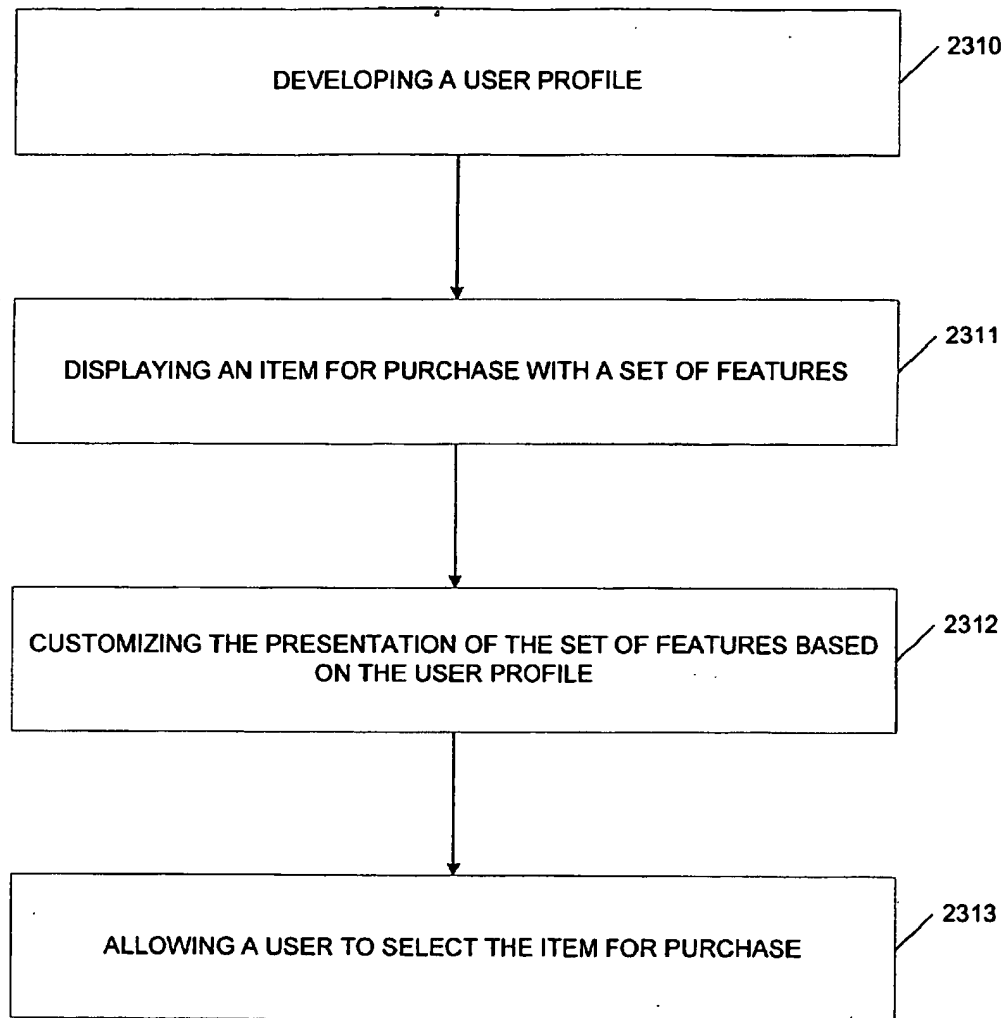 2310
DEVELOPING A USER PROFILE
2311
DISPLAYING AN ITEM FOR PURCHASE WITH A SET OF FEATURES
2312
CUSTOMIZING THE PRESENTATION OF THE SET OF FEATURES BASED
ON THE USER PROFILE
2313
ALLOWING A USER TO SELECT THE ITEM FOR PURCHASE